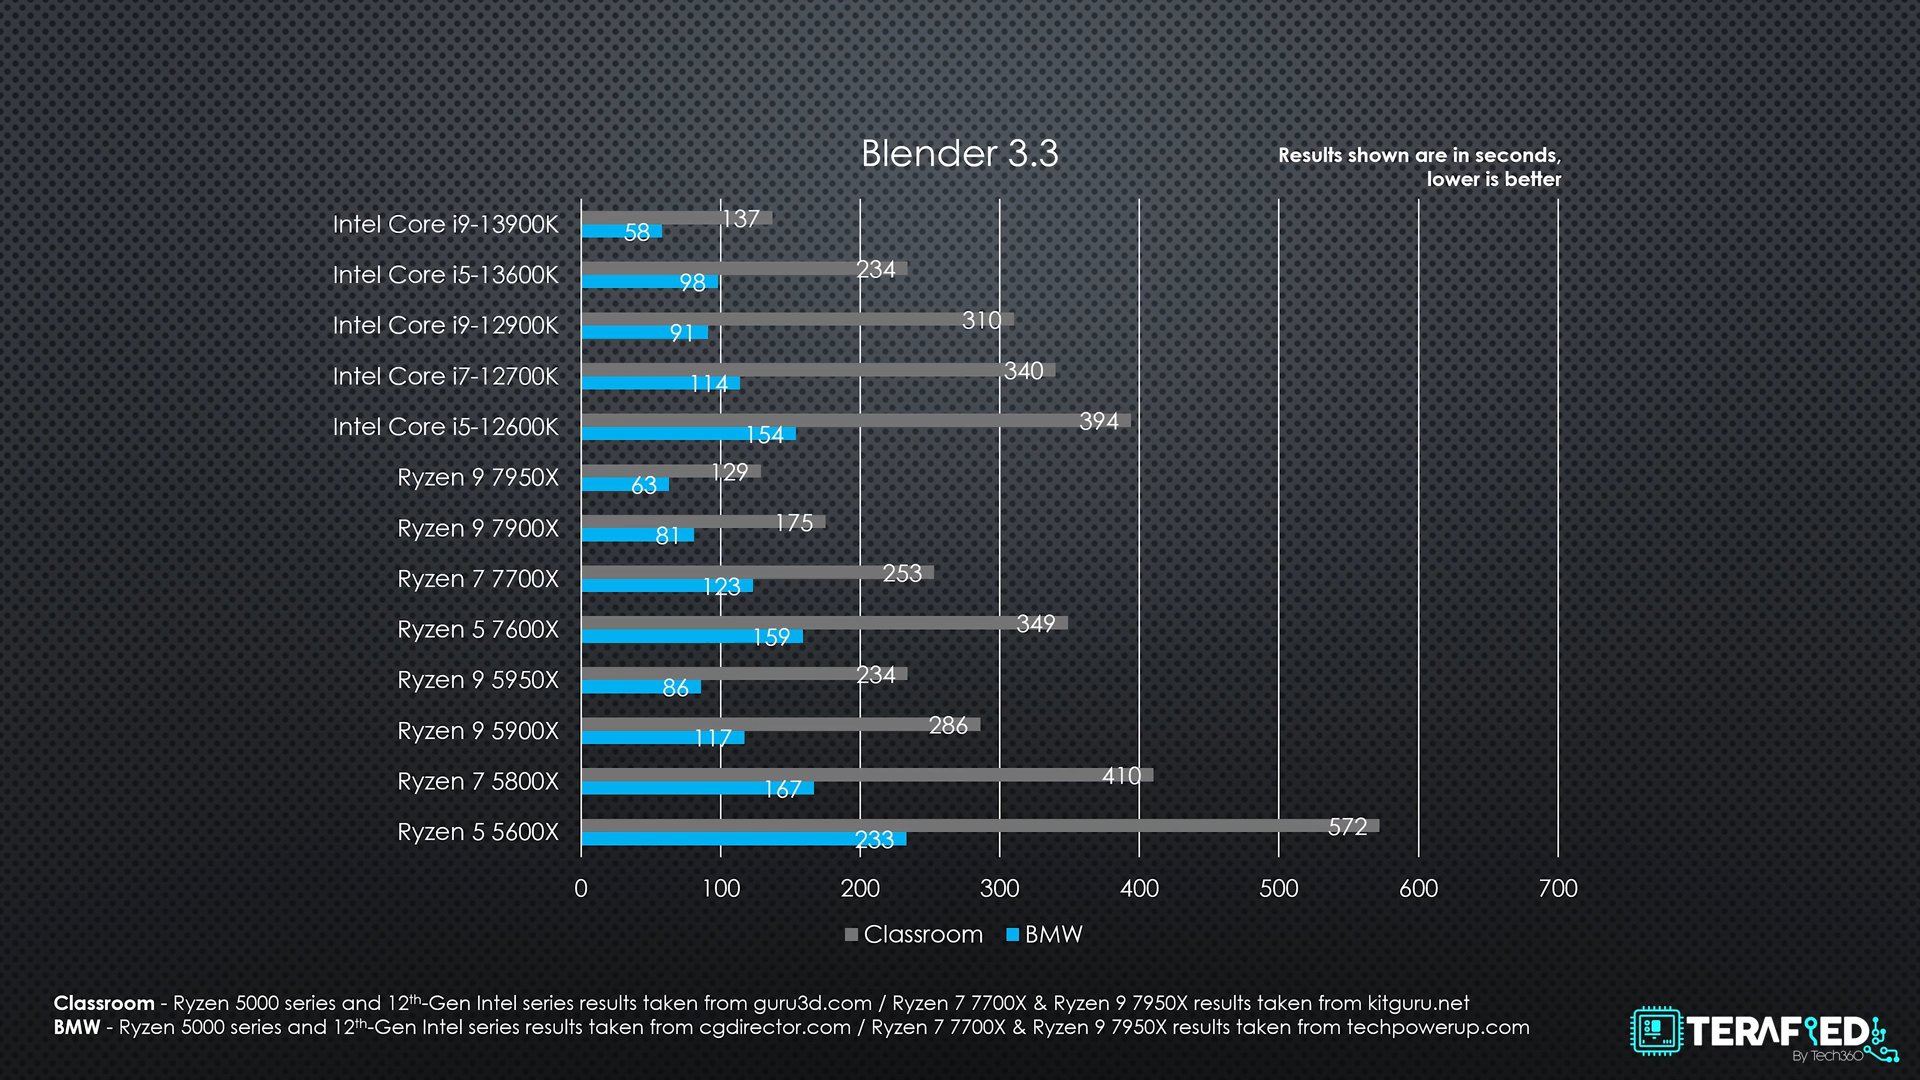 Blender 3.3
Results shown are in seconds,
lower is better
Intel Core i9-13900K
137
58
Intel Core i5-13600K
234
98
Intel Core i9-12900K
310
91
Intel Core i7-12700K
340
114
Intel Core i5-12600K
394
154
Ryzen 9 7950X
129
63
Ryzen 9 7900X
175
81
Ryzen 7 7700X
253
123
Ryzen 5 7600X
349
159
Ryzen 9 5950X
234
86
Ryzen 9 5900X
286
117
Ryzen 7 5800X
410
167
Ryzen 5 5600X
572
233
0 100 200 300 400 500 600 700
Classroom BMW
Classroom - Ryzen 5000 series and 12th-Gen Intel series results taken from guru3d.com / Ryzen 7 7700X & Ryzen 9 7950X results taken from kitguru.net
BMW - Ryzen 5000 series and 12th-Gen Intel series results taken from cgdirector.com / Ryzen 7 7700X & Ryzen 9 7950X results taken from techpowerup.com
TERAFIED
By Tech360